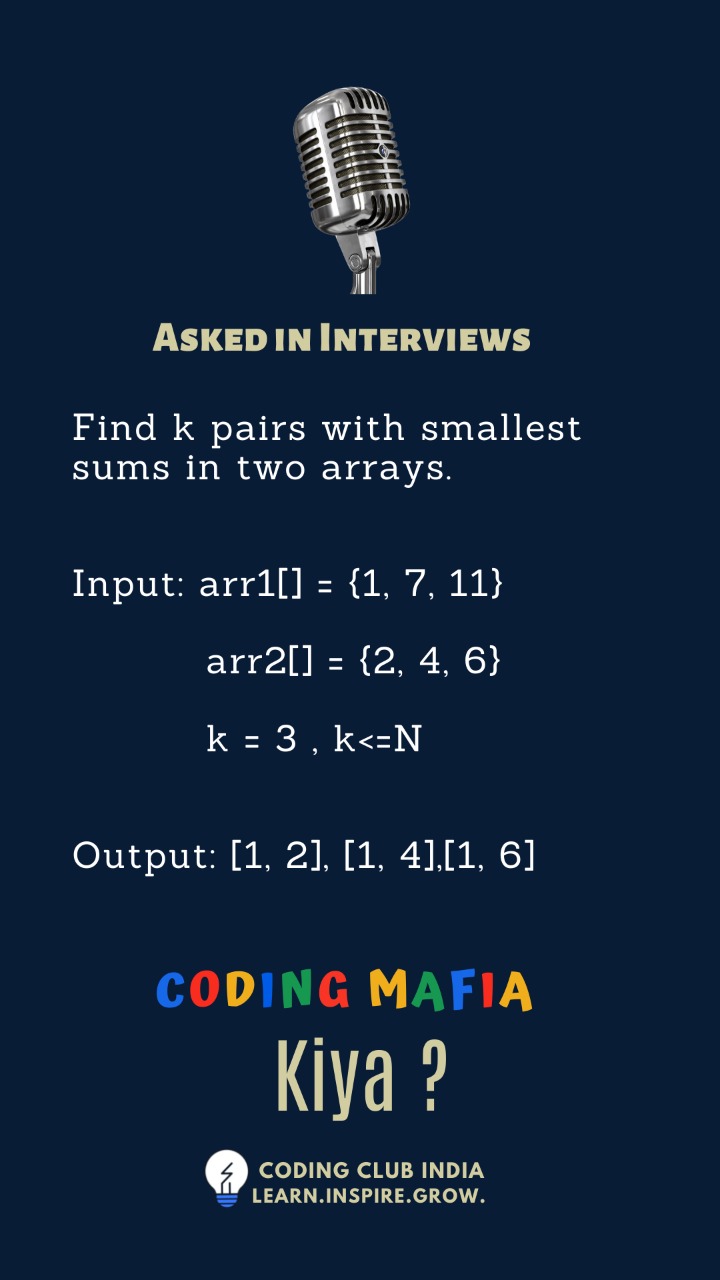 Asked in Interviews
Find k pairs with smallest
sums in two arrays.
Input: arr1[] = {1, 7, 11}
arr2[] = {2, 4, 6}
k = 3 , k<=N
Output: [1, 2], [1, 4],[1, 6]
CODING MAFIA
Kiya ?
CODING CLUB INDIA
LEARN.INSPIRE.GROW.